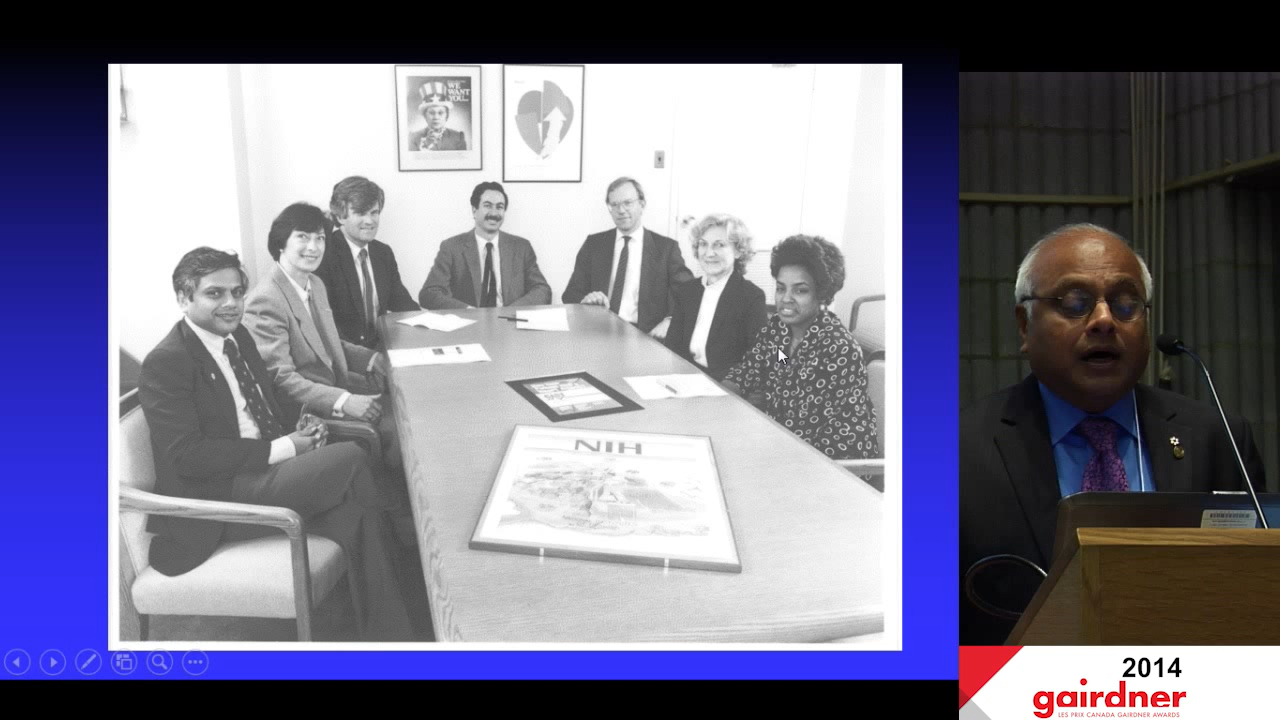 WE
WANT
YOU
NIH
2014
gairdner
LES PRIX CANADA GAIRDNER AWARDS